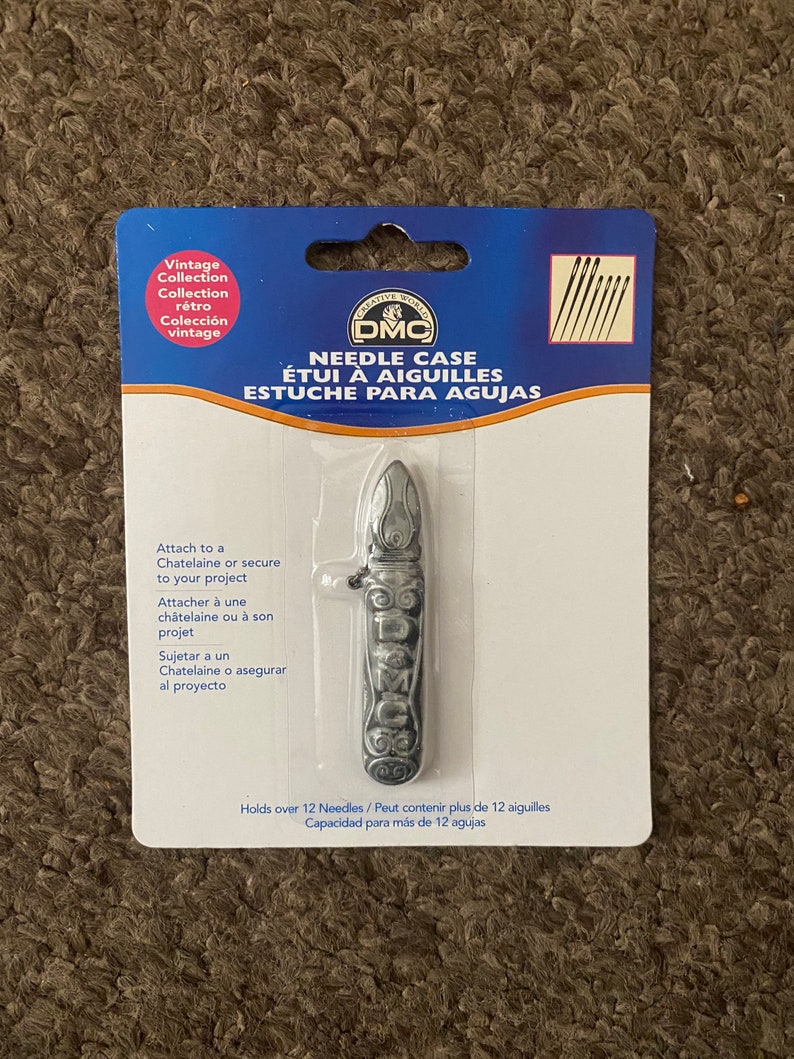 Vintage
Collection
Collection
rétro
Colección
vintage
CREATIVE WORLD
DMC
NEEDLE CASE
ÉTUI À AIGUILLES
ESTUCHE PARA AGUJAS
Attach to a
Chatelaine or secure
to your project
Attacher à une
châtelaine ou à son
projet
Sujetar a un
Chatelaine o asegurar
al proyecto
DMC
Holds over 12 Needles / Peut contenir plus de 12 aiguilles
Capacidad para más de 12 agujas